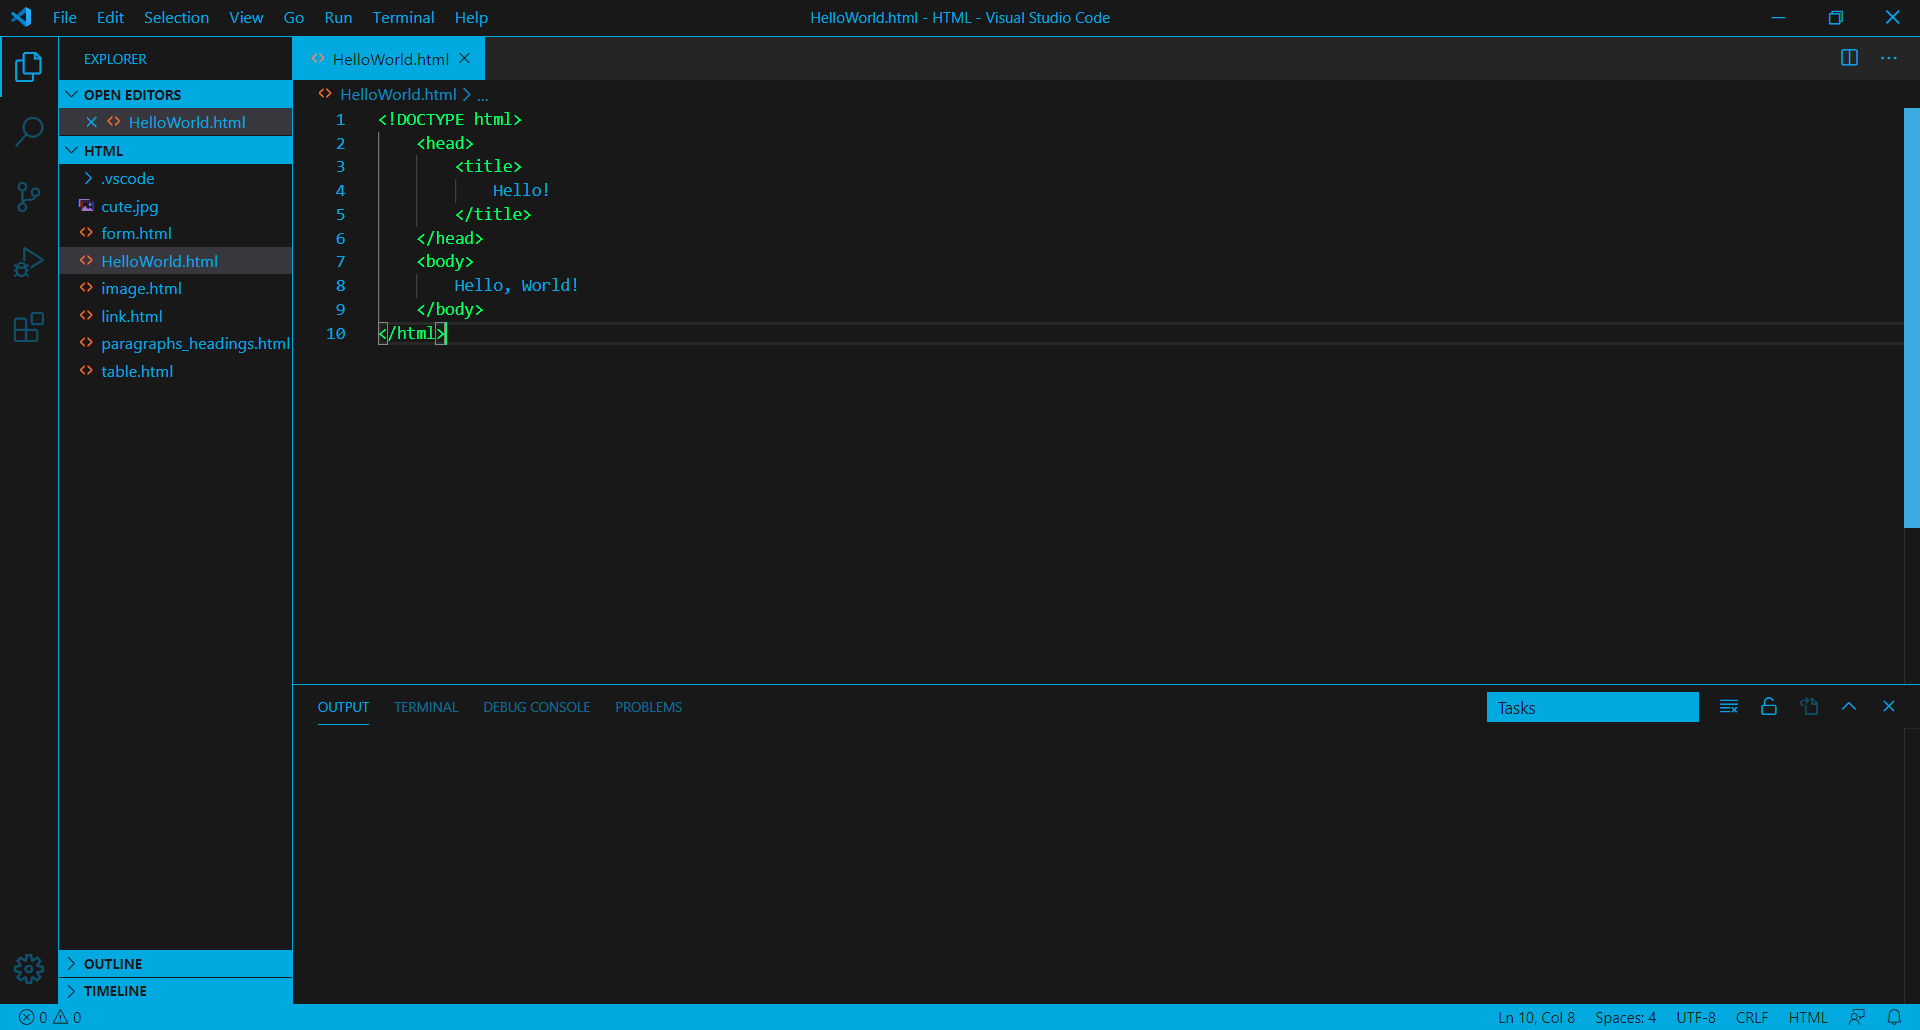 File Edit Selection View Go Run Terminal Help HelloWorld.html - HTML - Visual Studio Code
EXPLORER
OPEN EDITORS
HelloWorld.html
HTML
.vscode
cute.jpg
form.html
HelloWorld.html
image.html
link.html
paragraphs_headings.html
table.html
OUTLINE
TIMELINE
HelloWorld.html
HelloWorld.html > ...
1 <!DOCTYPE html>
2 <head>
3 <title>
4 Hello!
5 </title>
6 </head>
7 <body>
8 Hello, World!
9 </body>
10 </html>
OUTPUT TERMINAL DEBUG CONSOLE PROBLEMS Tasks
0 0 Ln 10, Col 8 Spaces: 4 UTF-8 CRLF HTML